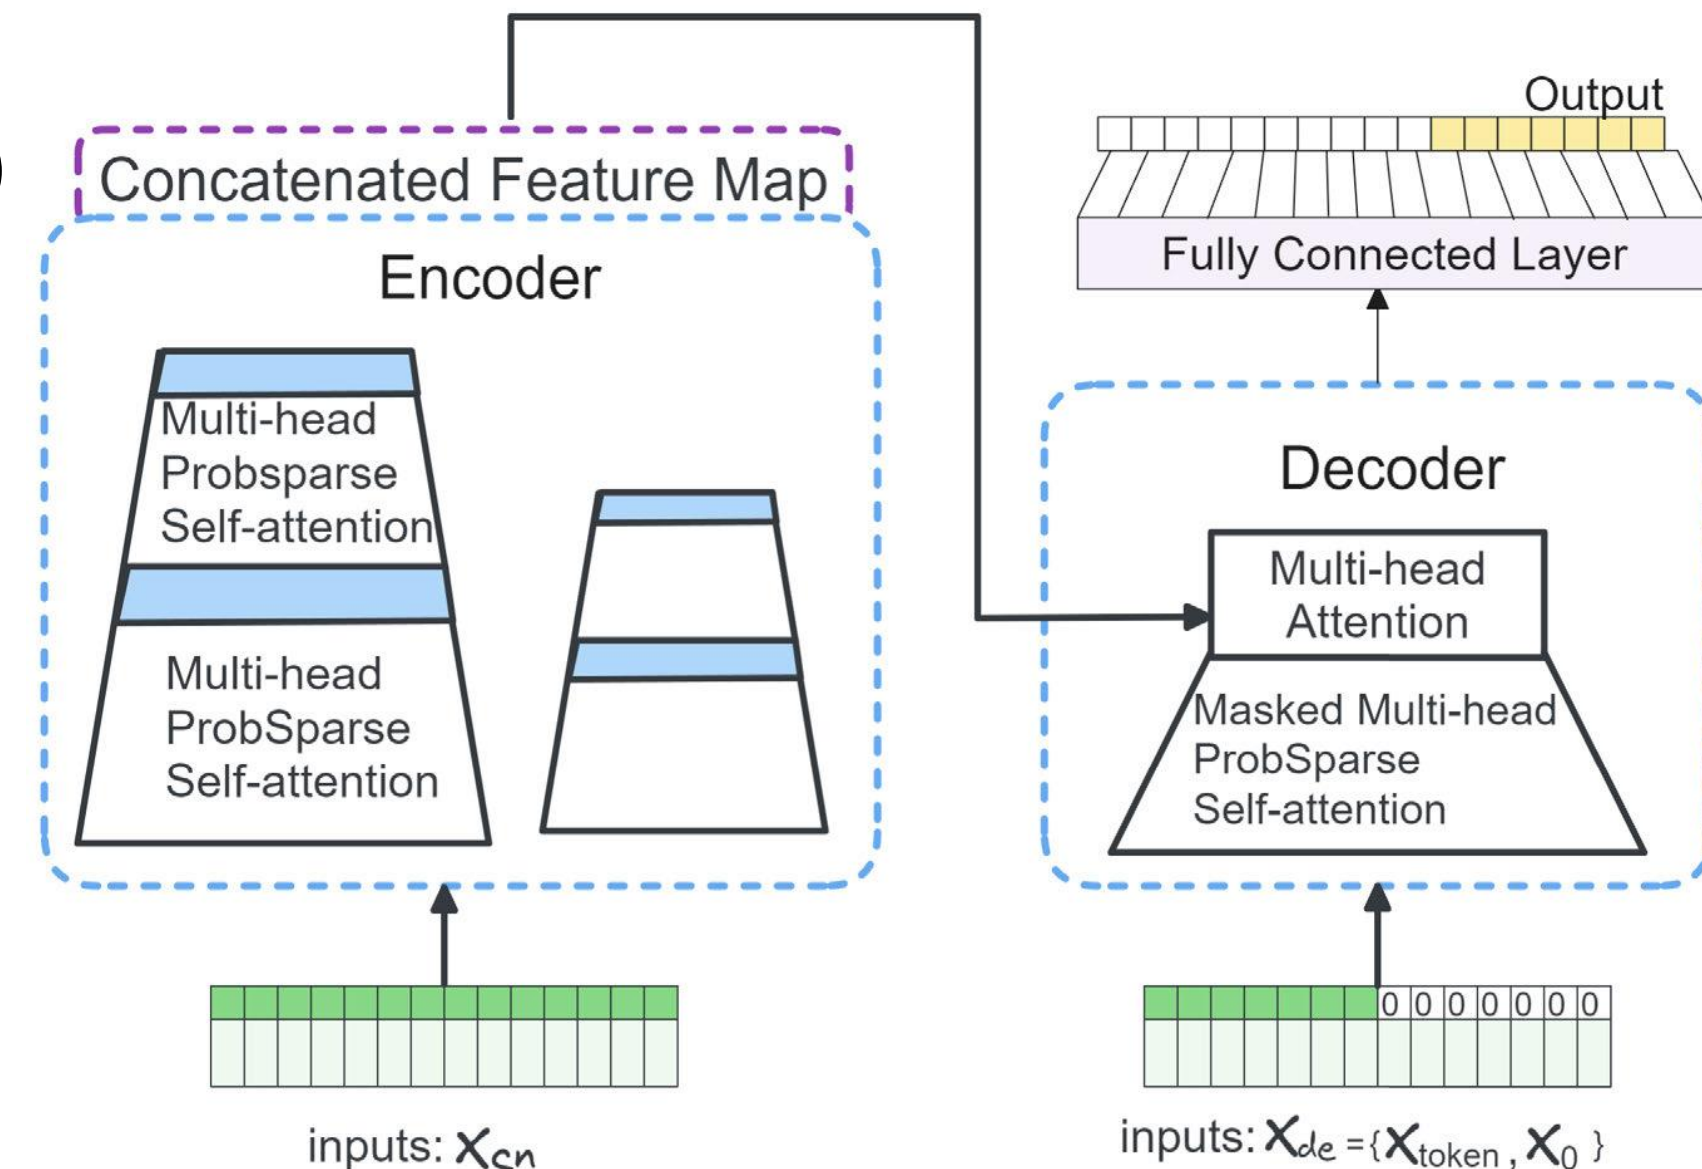 Output
Concatenated Feature Map
Fully Connected Layer
Encoder
Multi-head
Probsparse
Self-attention
Multi-head
ProbSparse
Self-attention
Decoder
Multi-head
Attention
Masked Multi-head
ProbSparse
Self-attention
0 0 0 0 0 0 0
inputs: X
inputs: Xde={Xtoken, X0}